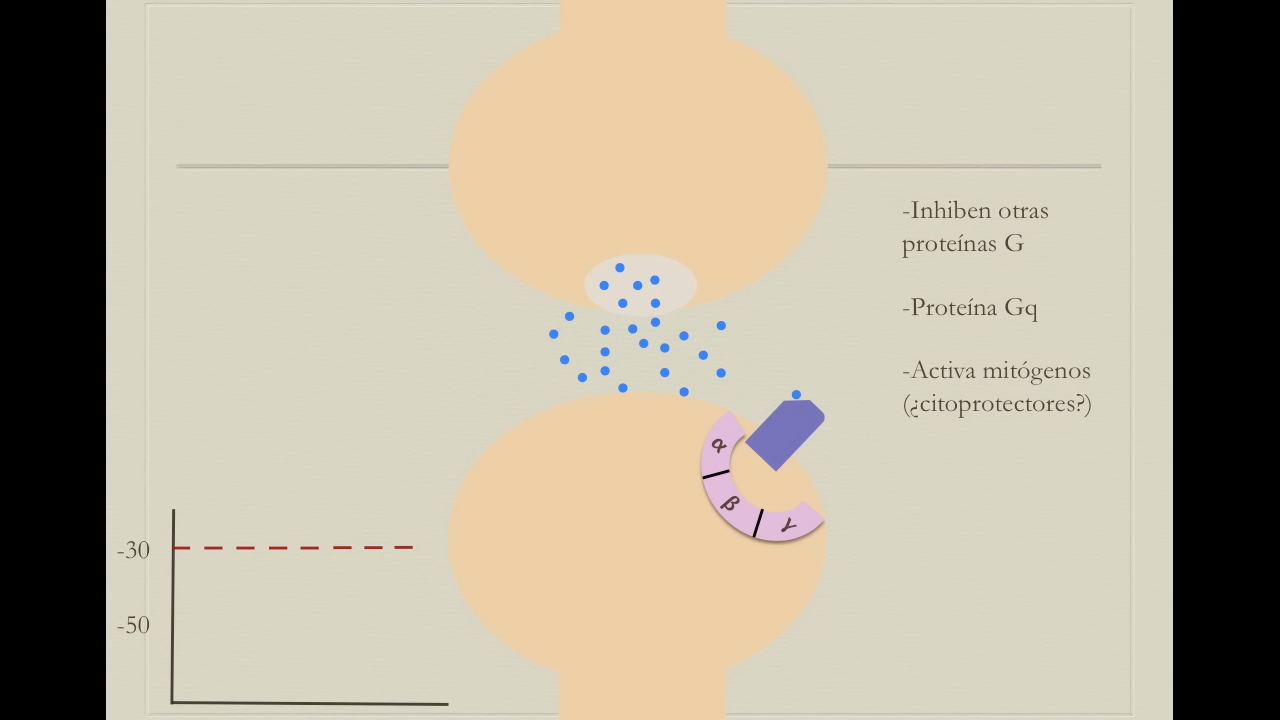 -Inhiben otras
proteínas G
-Proteína Gq
-Activa mitógenos
(¿citoprotectores?)
α
β
γ
-30
-50